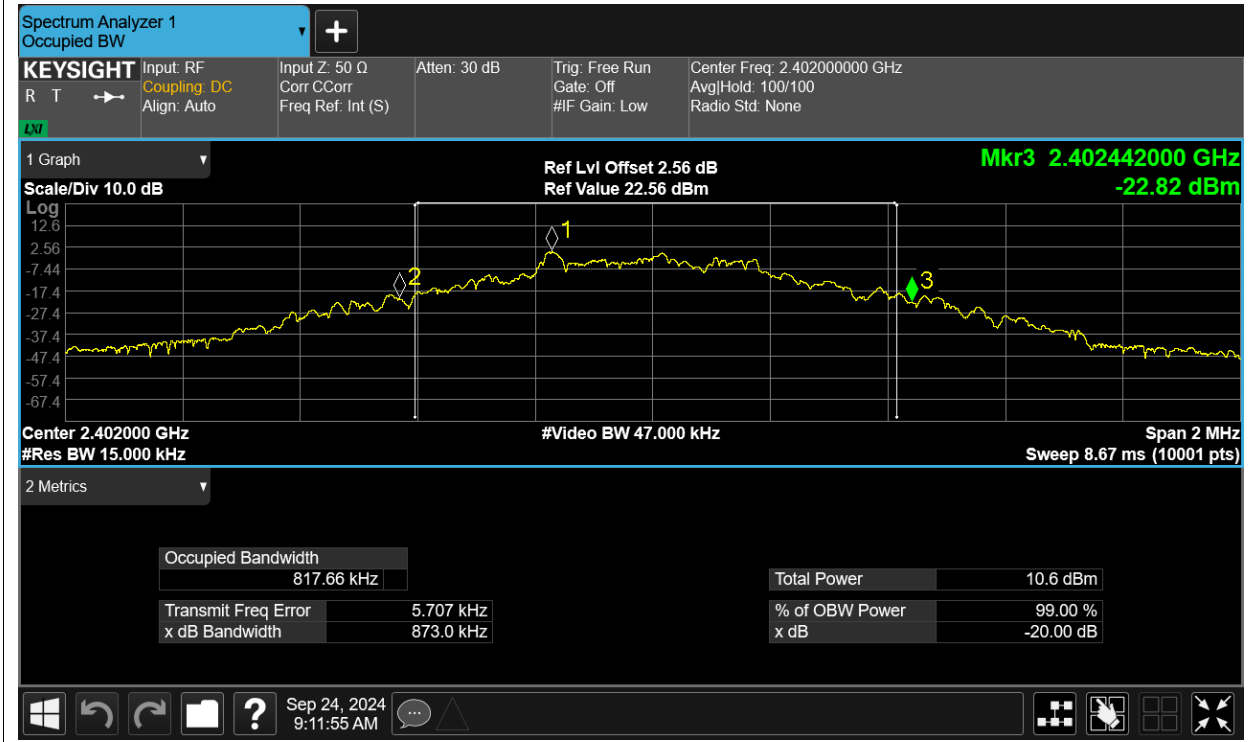 Spectrum Analyzer 1
Occupied BW
KEYSIGHT
R T
LXI
Input: RF
Coupling: DC
Align: Auto
Input Z: 50 Ω
Corr CCorr
Freq Ref: Int (S)
Atten: 30 dB
Trig: Free Run
Gate: Off
#IF Gain: Low
Center Freq: 2.402000000 GHz
Avg|Hold: 100/100
Radio Std: None
1 Graph
Scale/Div 10.0 dB
Ref Lvl Offset 2.56 dB
Ref Value 22.56 dBm
Mkr3 2.402442000 GHz
-22.82 dBm
Log
12.6
2.56
-7.44
-17.4
-27.4
-37.4
-47.4
-57.4
-67.4
1
2
3
Center 2.402000 GHz
#Video BW 47.000 kHz
Span 2 MHz
#Res BW 15.000 kHz
Sweep 8.67 ms (10001 pts)
2 Metrics
Occupied Bandwidth
817.66 kHz
Total Power 10.6 dBm
Transmit Freq Error 5.707 kHz
% of OBW Power 99.00 %
x dB Bandwidth 873.0 kHz
x dB -20.00 dB
?
Sep 24, 2024
9:11:55 AM